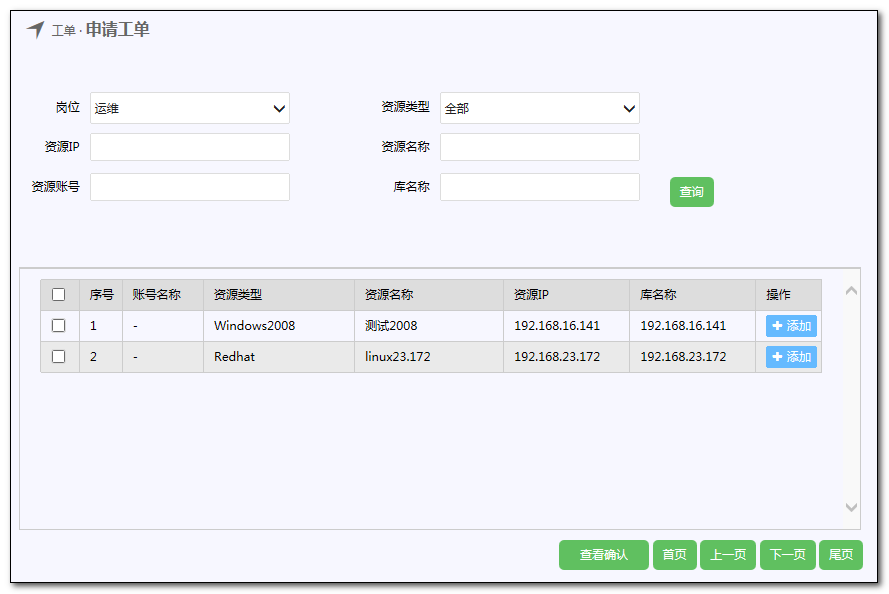 工单 · 申请工单
岗位 运维 资源类型 全部
资源IP 资源名称
资源账号 库名称 查询
序号 账号名称 资源类型 资源名称 资源IP 库名称 操作
1 - Windows2008 测试2008 192.168.16.141 192.168.16.141 添加
2 - Redhat linux23.172 192.168.23.172 192.168.23.172 添加
查看确认 首页 上一页 下一页 尾页